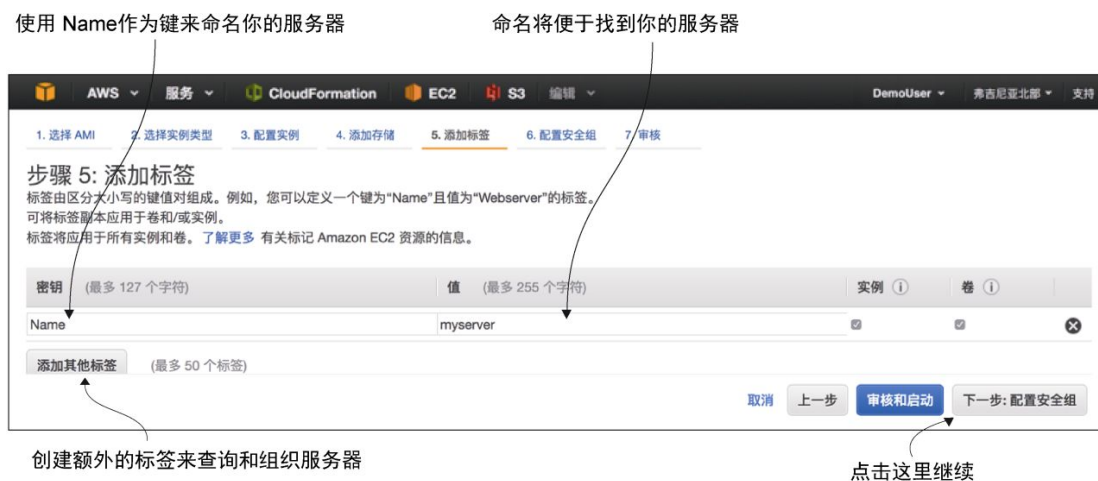 使用 Name作为键来命名你的服务器
命名将便于找到你的服务器
AWS 服务 CloudFormation EC2 S3 编辑 DemoUser 弗吉尼亚北部 支持
1. 选择 AMI 2. 选择实例类型 3. 配置实例 4. 添加存储 5. 添加标签 6. 配置安全组 7. 审核
步骤 5: 添加标签
标签由区分大小写的键值对组成。例如，您可以定义一个键为“Name”且值为“Webserver”的标签。
可将标签副本应用于卷和/或实例。
标签将应用于所有实例和卷。 了解更多 有关标记 Amazon EC2 资源的信息。
密钥 (最多 127 个字符) 值 (最多 255 个字符) 实例 卷
Name myserver
添加其他标签 (最多 50 个标签)
取消 上一步 审核和启动 下一步: 配置安全组
创建额外的标签来查询和组织服务器
点击这里继续